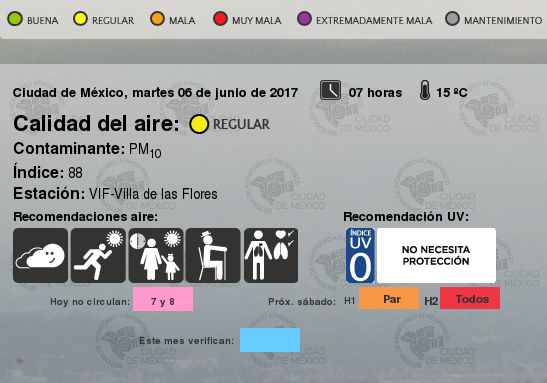 BUENA REGULAR MALA MUY MALA EXTREMADAMENTE MALA MANTENIMIENTO
Ciudad de México, martes 06 de junio de 2017 07 horas 15 ºC
Calidad del aire: REGULAR
Contaminante: PM10
Índice: 88
Estación: VIF-Villa de las Flores
Recomendaciones aire: Recomendación UV:
ÍNDICE
UV
0
NO NECESITA
PROTECCIÓN
Hoy no circulan: 7 y 8 Próx. sábado: H1 Par H2 Todos
Este mes verifican:
CIUDAD
DE MÉXICO